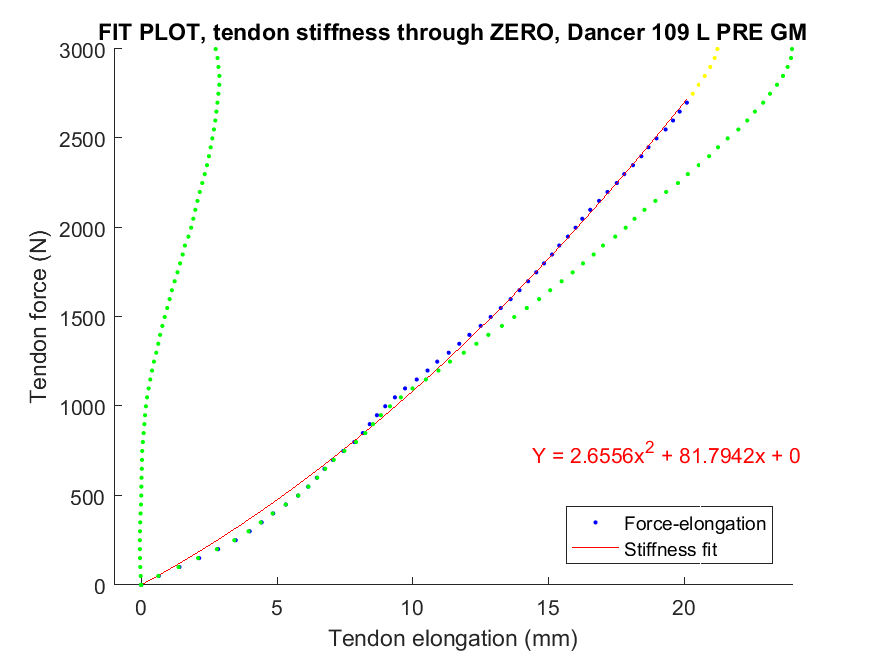 FIT PLOT, tendon stiffness through ZERO, Dancer 109 L PRE GM
3000
2500
2000
1500
1000
500
0
Tendon force (N)
Y = 2.6556x² + 81.7942x + 0
Force-elongation
Stiffness fit
0 5 10 15 20
Tendon elongation (mm)